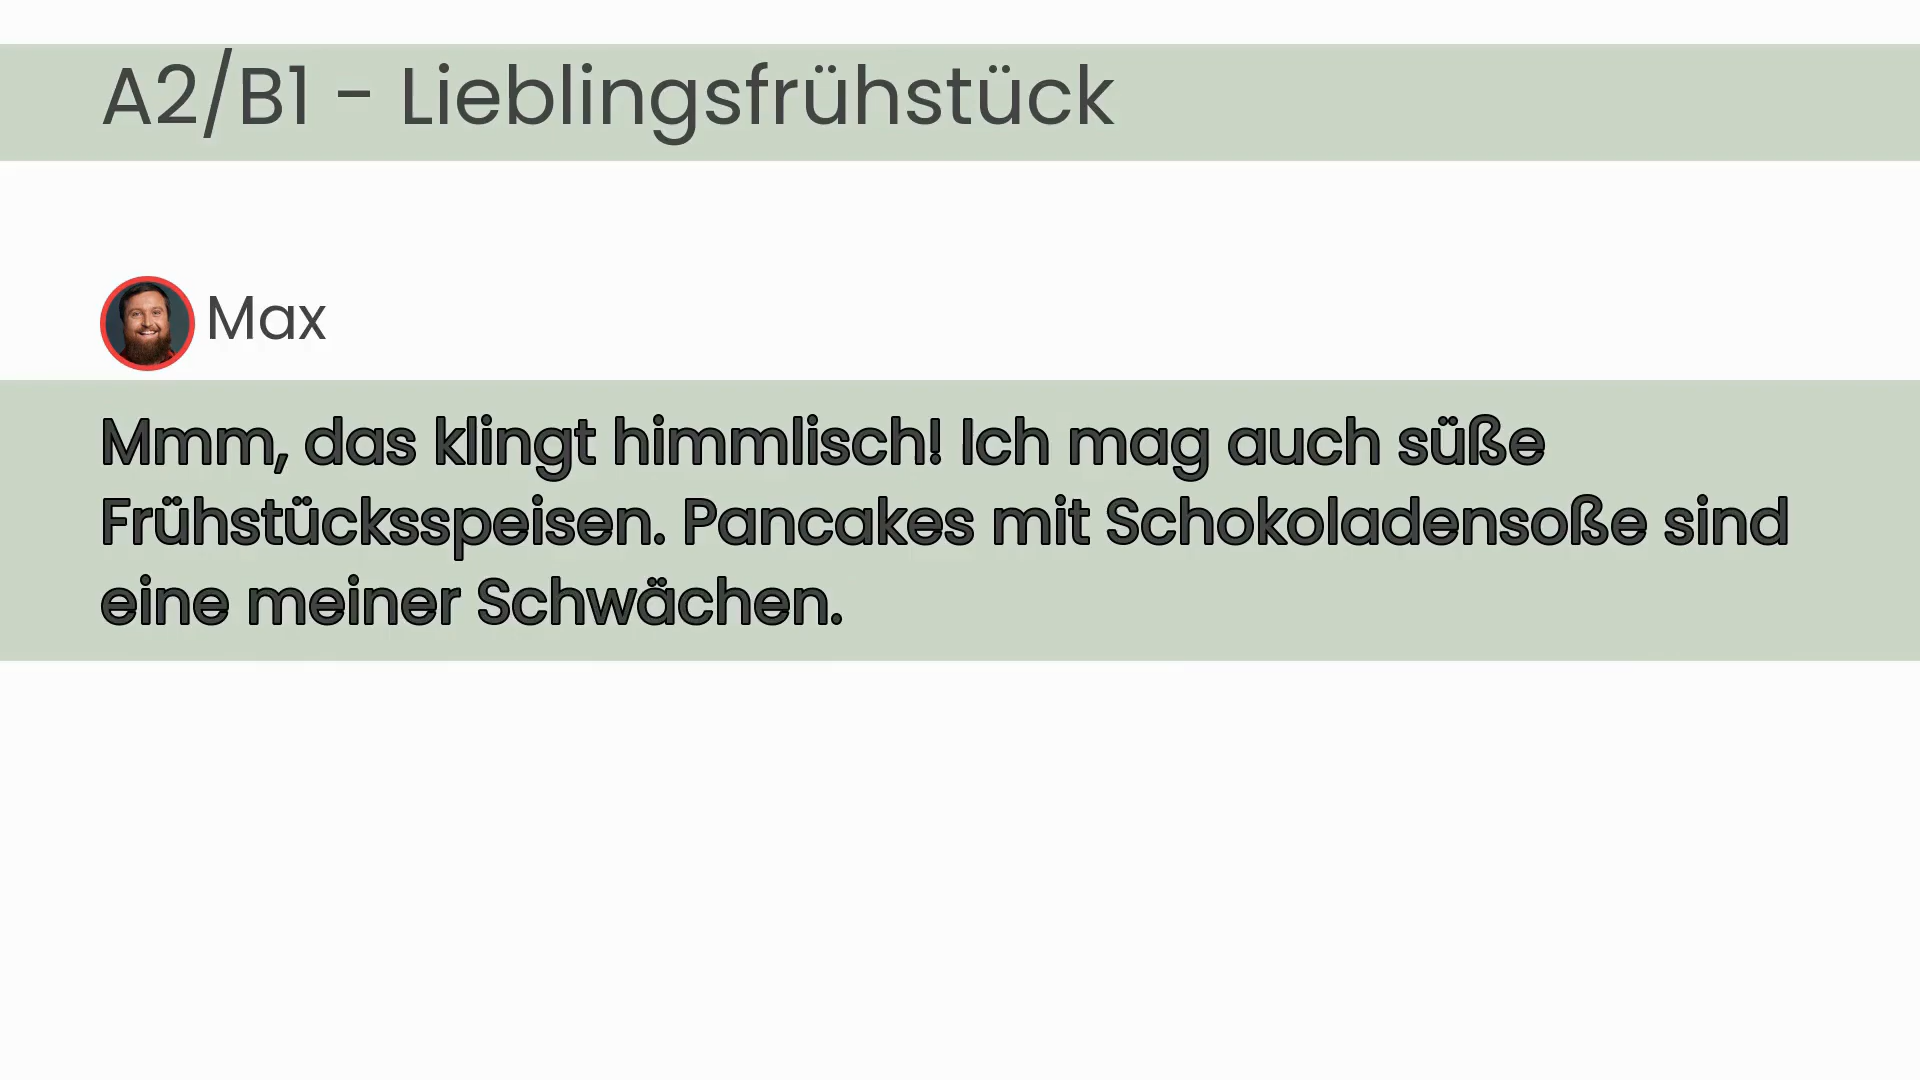 A2/B1 - Lieblingsfrühstück
Max
Mmm, das klingt himmlisch! Ich mag auch süße
Frühstücksspeisen. Pancakes mit Schokoladensoße sind
eine meiner Schwächen.